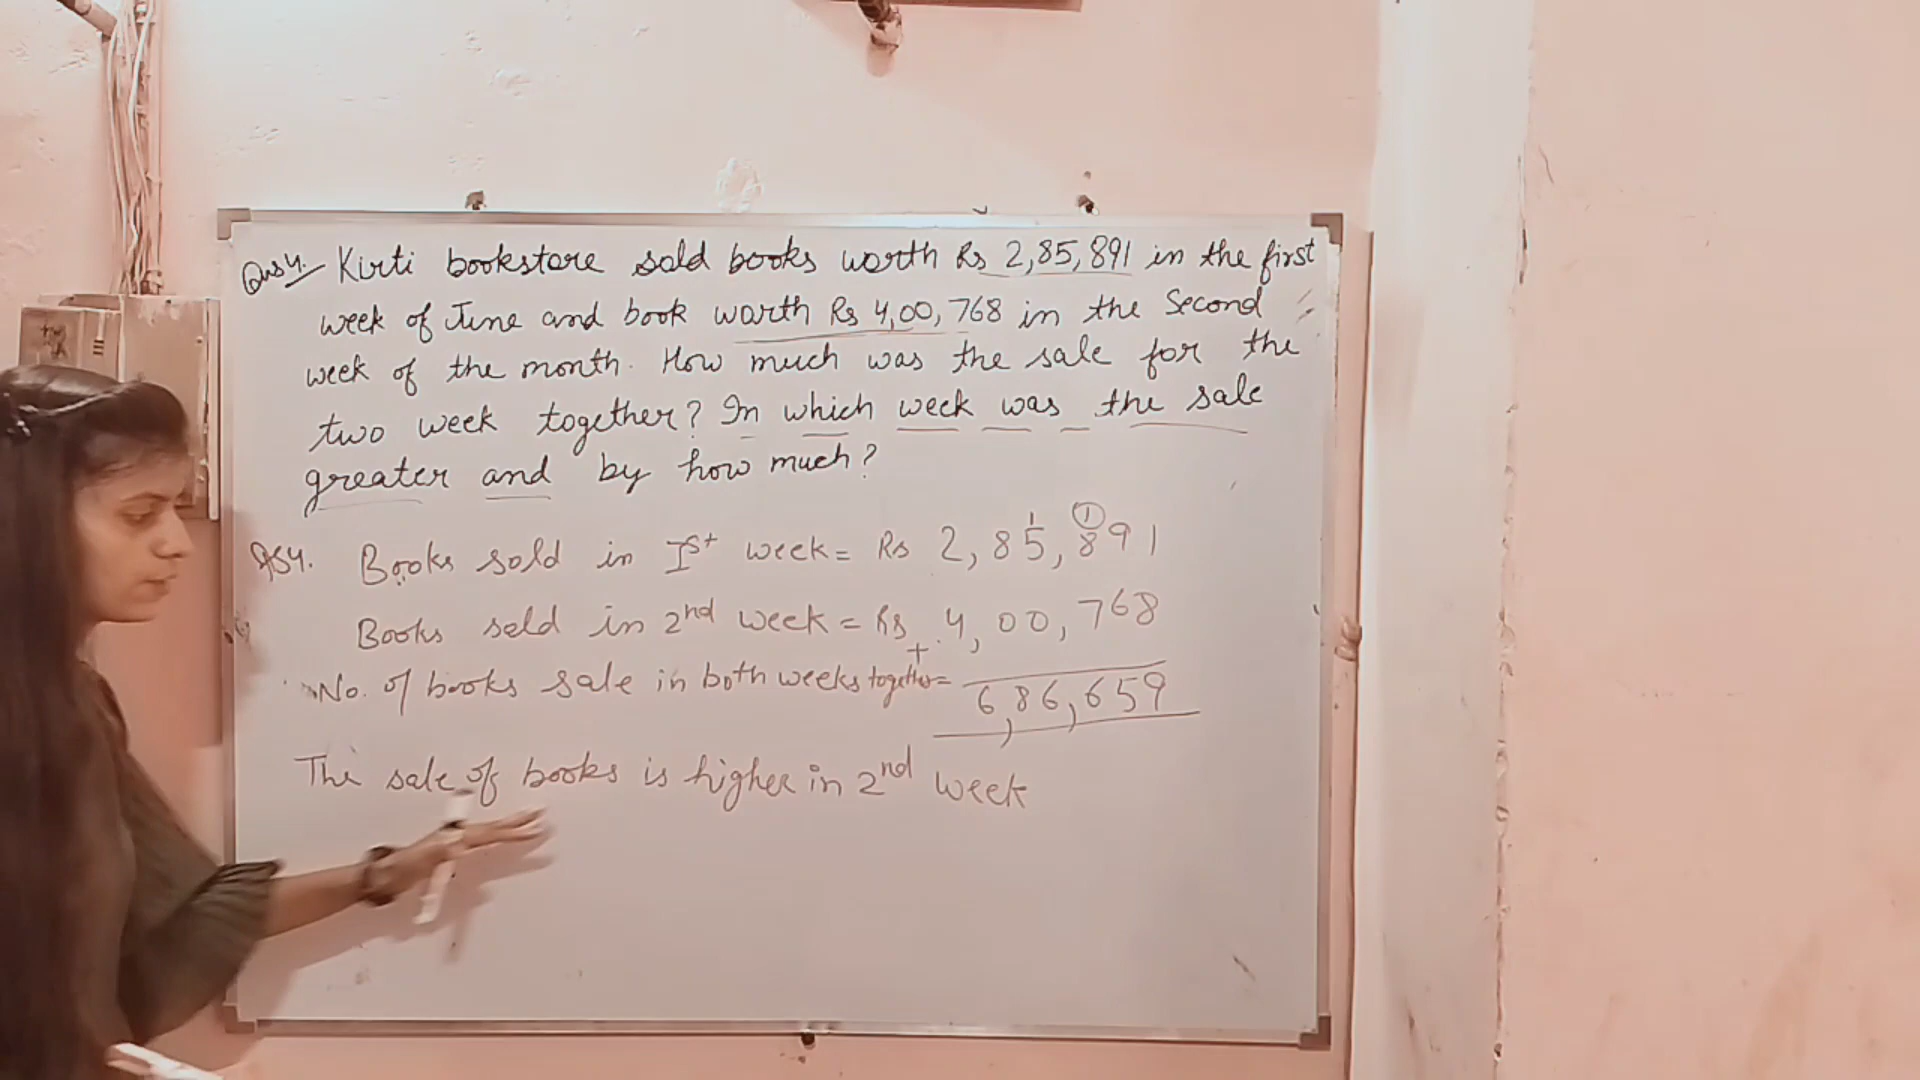 Qus4. Kirti bookstore sold books worth Rs 2,85,891 in the first
week of June and book worth Rs 4,00,768 in the Second
week of the month. How much was the sale for the
two week together? In which week was the sale
greater and by how much?
1 1
Books sold in Ist week = Rs 2,85,891
Books sold in 2nd week = Rs + 4,00,768
No. of books sale in both weeks together = 6,86,659
The sale of books is higher in 2nd week